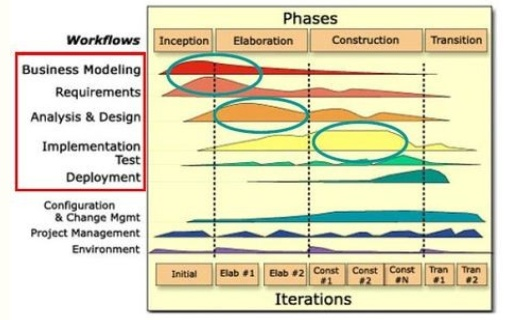 Phases
Workflows
Inception
Elaboration
Construction
Transition
Business Modeling
Requirements
Analysis & Design
Implementation
Test
Deployment
Configuration
& Change Mgmt
Project Management
Environment
Initial
Elab #1
Elab #2
Const
#1
Const
#2
Const
#N
Tran
#1
Tran
#2
Iterations